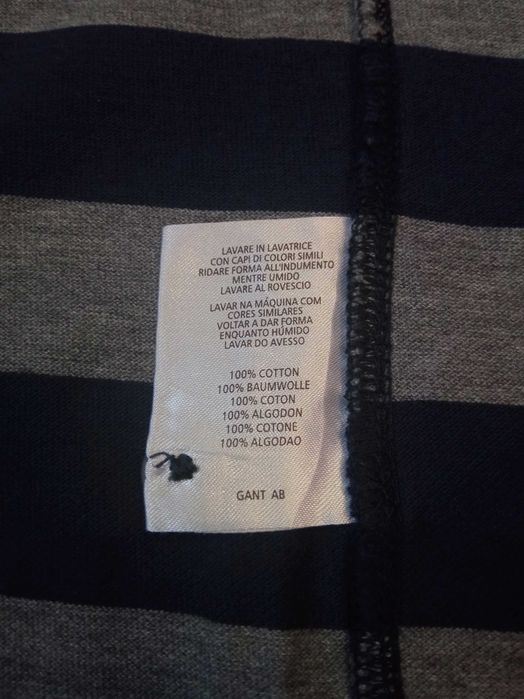 LAVARE IN LAVATRICE
CON CAPI DI COLORI SIMILI
RIDARE FORMA ALL'INDUMENTO
MENTRE UMIDO
LAVARE AL ROVESCIO
LAVAR NA MÁQUINA COM
CORES SIMILARES
VOLTAR A DAR FORMA
ENQUANTO HÚMIDO
LAVAR DO AVESSO
100% COTTON
100% BAUMWOLLE
100% COTON
100% ALGODON
100% COTONE
100% ALGODAO
GANT AB